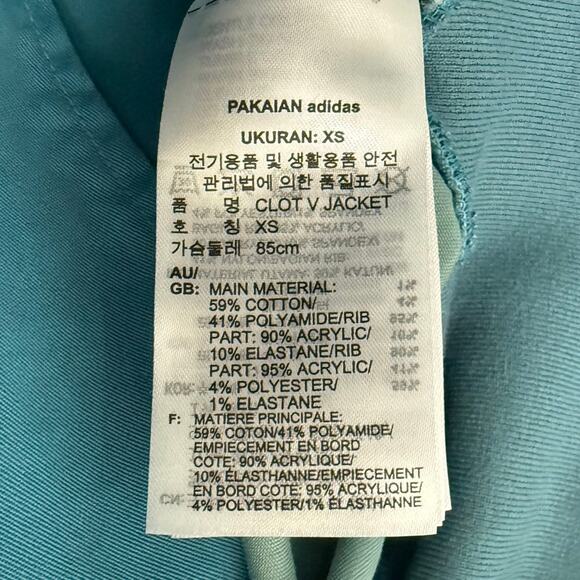 PAKAIAN adidas
UKURAN: XS
전기용품 및 생활용품 안전
관리법에 의한 품질표시
품 명 CLOT V JACKET
호 칭 XS
가슴둘레 85cm
AU/
GB: MAIN MATERIAL:
59% COTTON/
41% POLYAMIDE/RIB
PART: 90% ACRYLIC/
10% ELASTANE/RIB
PART: 95% ACRYLIC/
4% POLYESTER/
1% ELASTANE
F: MATIERE PRINCIPALE:
59% COTON/41% POLYAMIDE/
EMPIECEMENT EN BORD
COTE: 90% ACRYLIQUE/
10% ELASTHANNE/EMPIECEMENT
EN BORD COTE: 95% ACRYLIQUE/
4% POLYESTER/1% ELASTHANNE